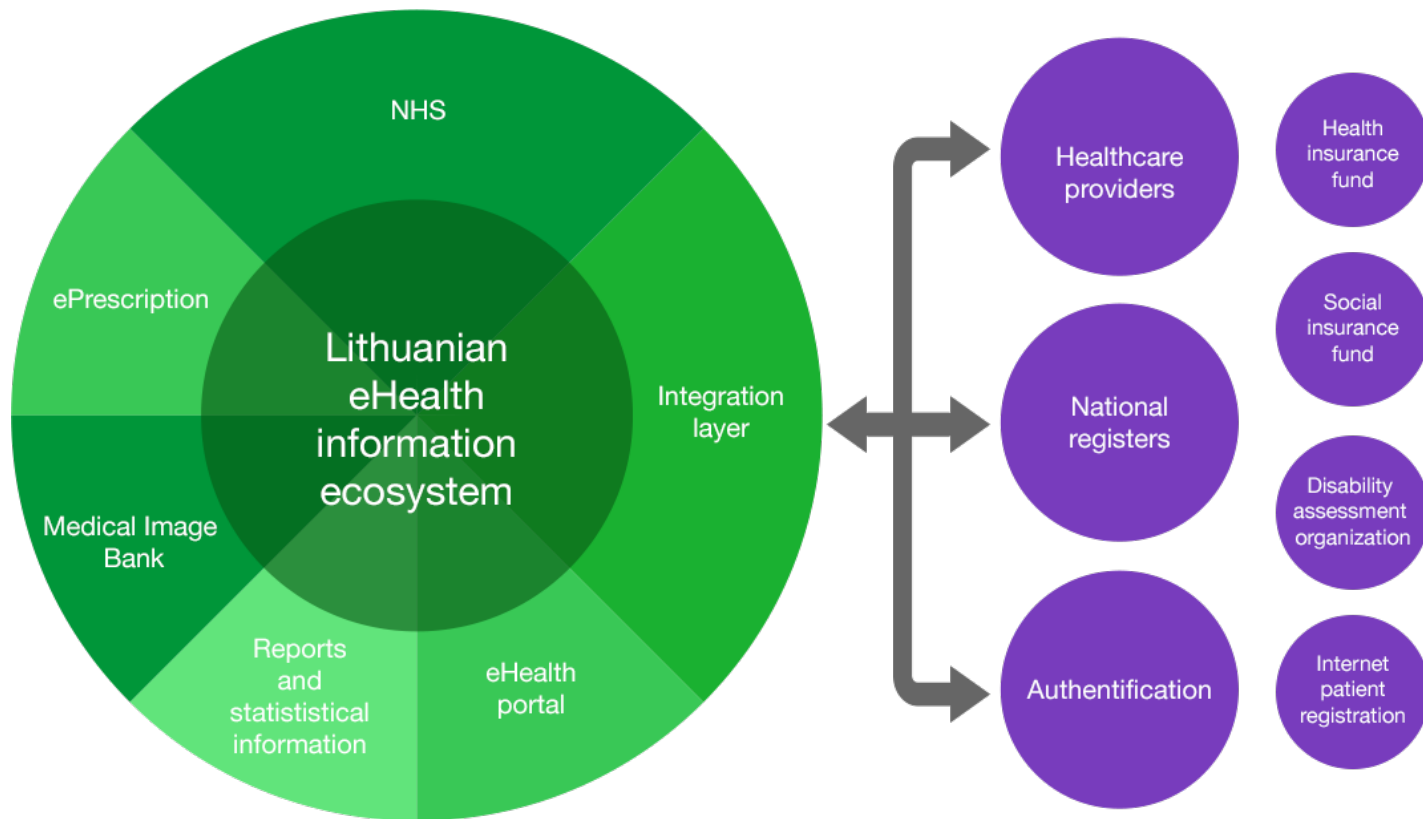 NHS
ePrescription
Lithuanian
eHealth
information
ecosystem
Integration
layer
Medical Image
Bank
Reports
and
statististical
information
eHealth
portal
Healthcare
providers
National
registers
Authentification
Health
insurance
fund
Social
insurance
fund
Disability
assessment
organization
Internet
patient
registration